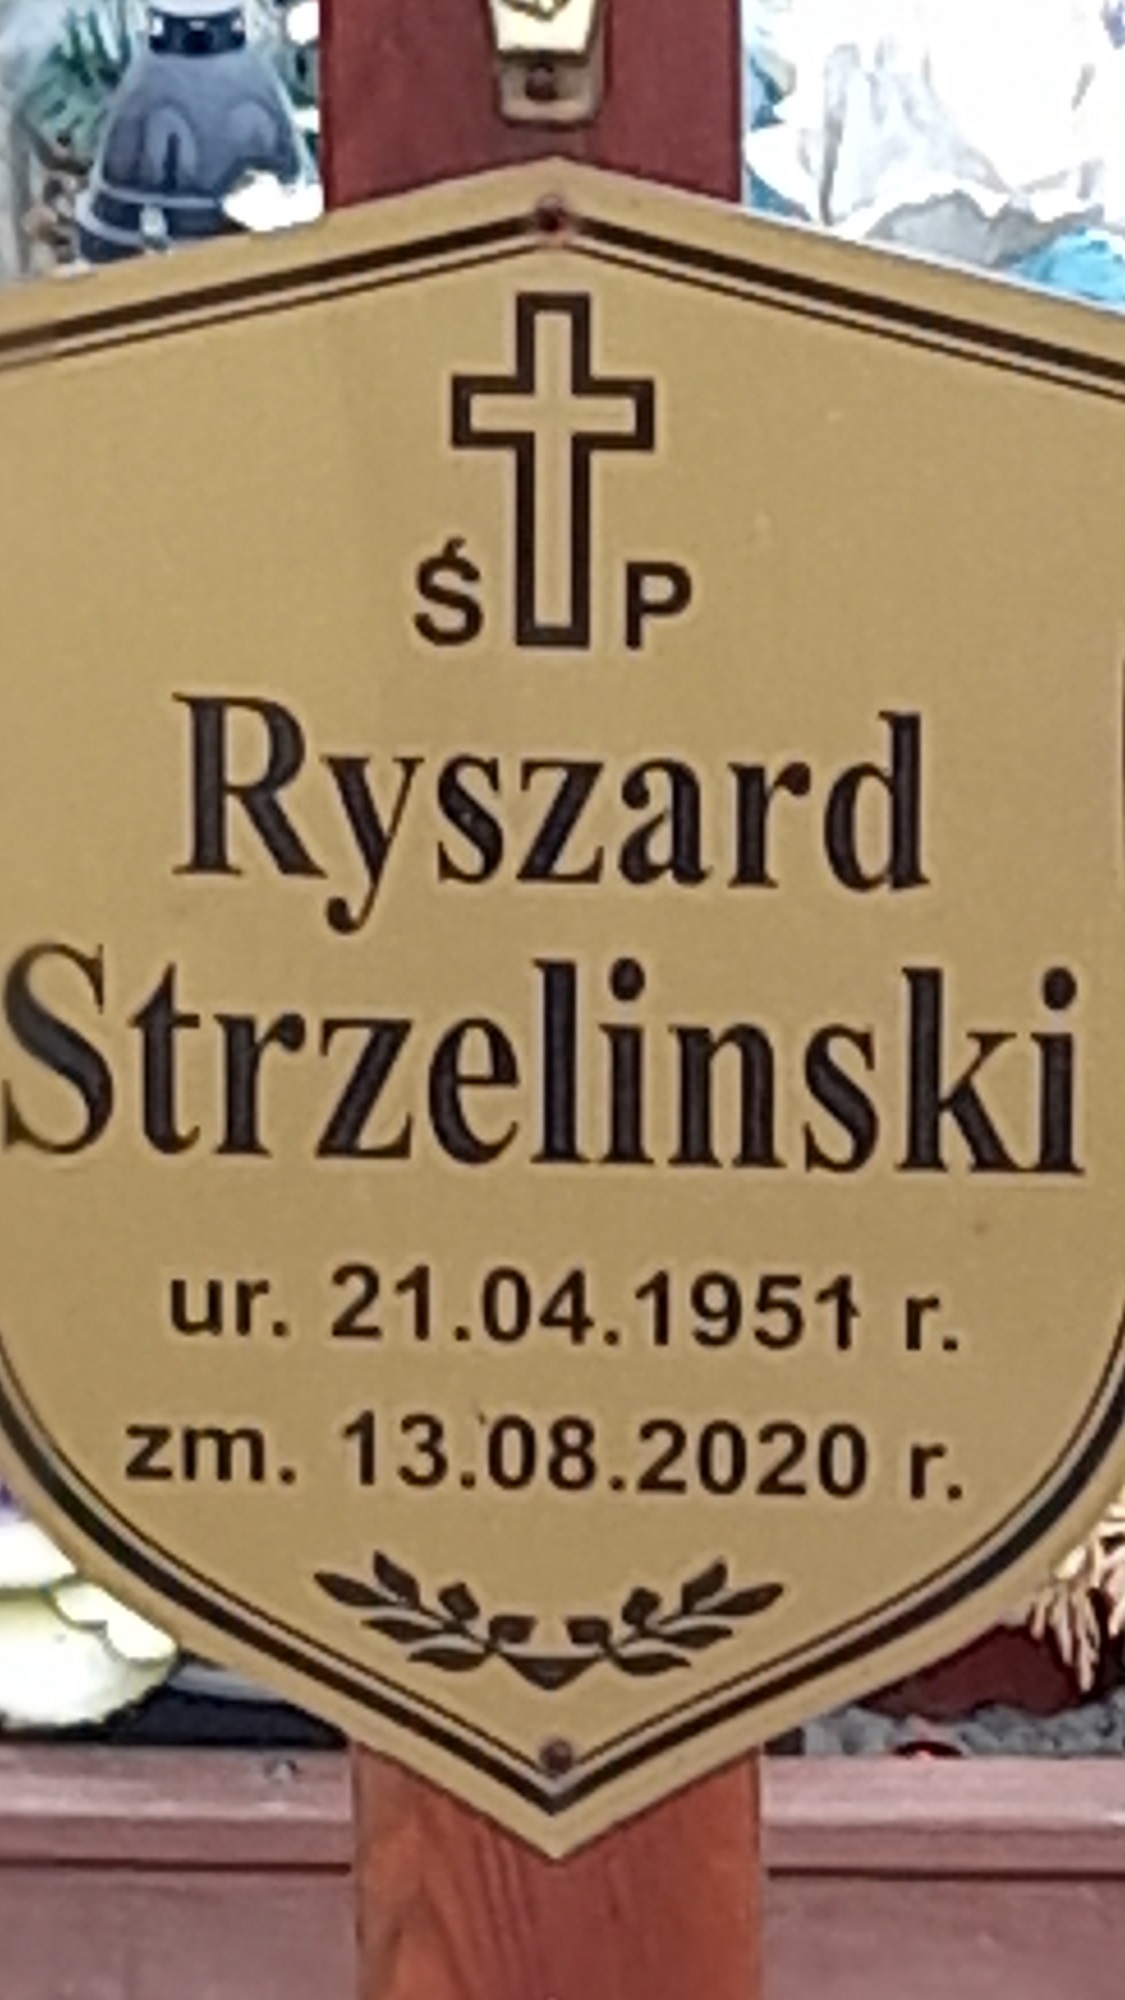 Ś P
Ryszard
Strzelinski
ur. 21.04.1951 r.
zm. 13.08.2020 r.